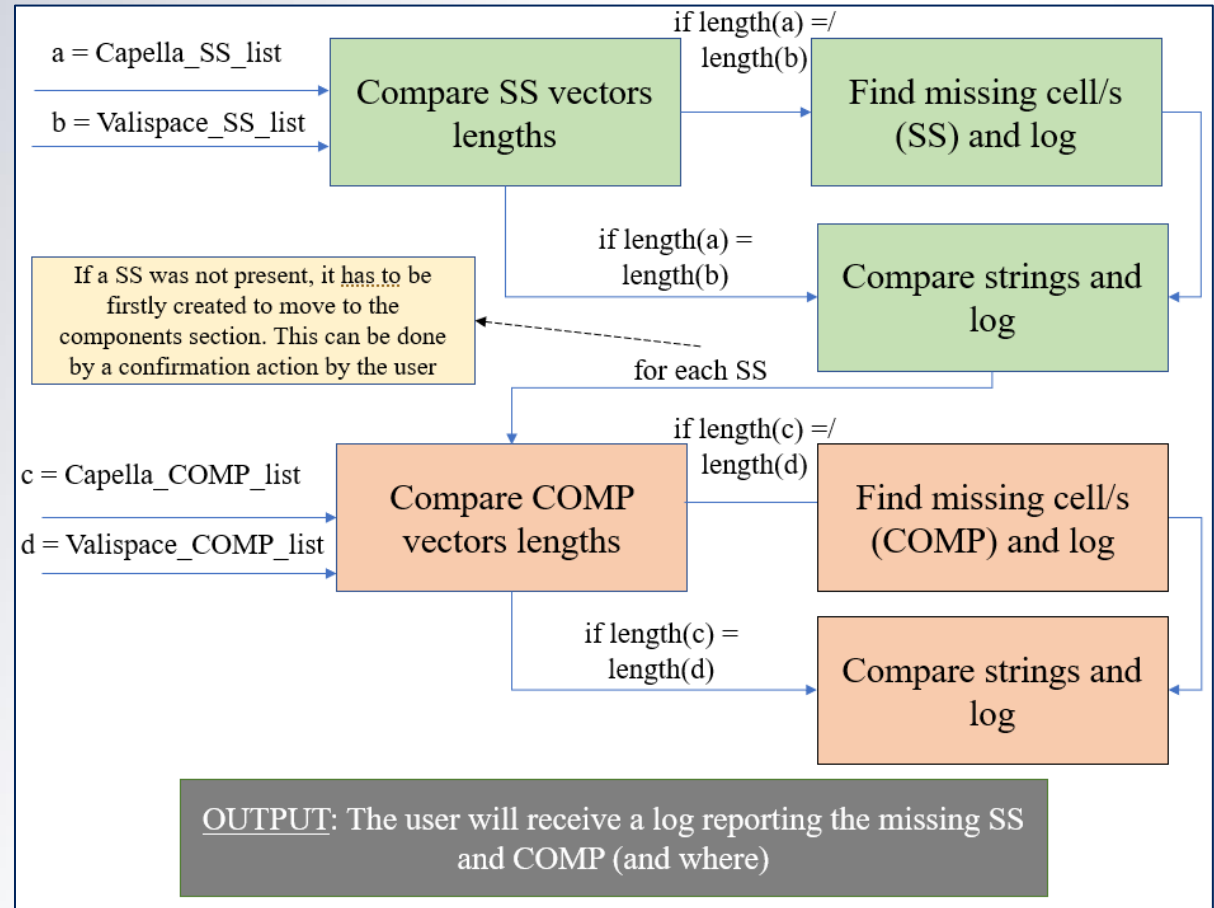 a = Capella_SS_list
b = Valispace_SS_list
Compare SS vectors
lengths
if length(a) =/
length(b)
Find missing cell/s
(SS) and log
if length(a) =
length(b)
Compare strings and
log
If a SS was not present, it has to be
firstly created to move to the
components section. This can be done
by a confirmation action by the user
for each SS
c = Capella_COMP_list
d = Valispace_COMP_list
Compare COMP
vectors lengths
if length(c) =/
length(d)
Find missing cell/s
(COMP) and log
if length(c) =
length(d)
Compare strings and
log
OUTPUT: The user will receive a log reporting the missing SS
and COMP (and where)